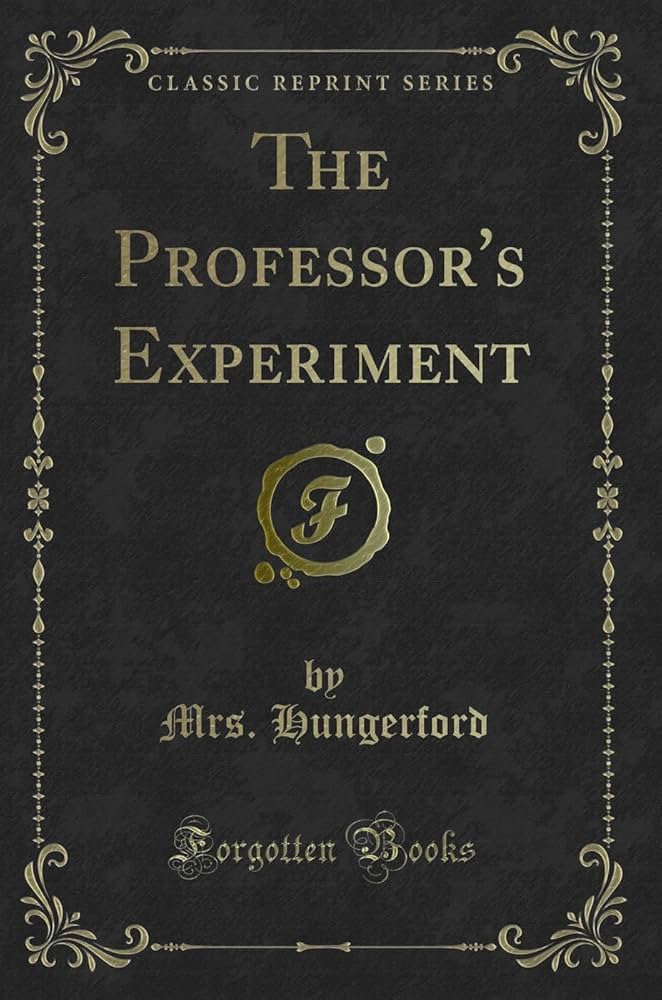 CLASSIC REPRINT SERIES
THE
PROFESSOR'S
EXPERIMENT
F
by
Mrs. Hungerford
Forgotten Books